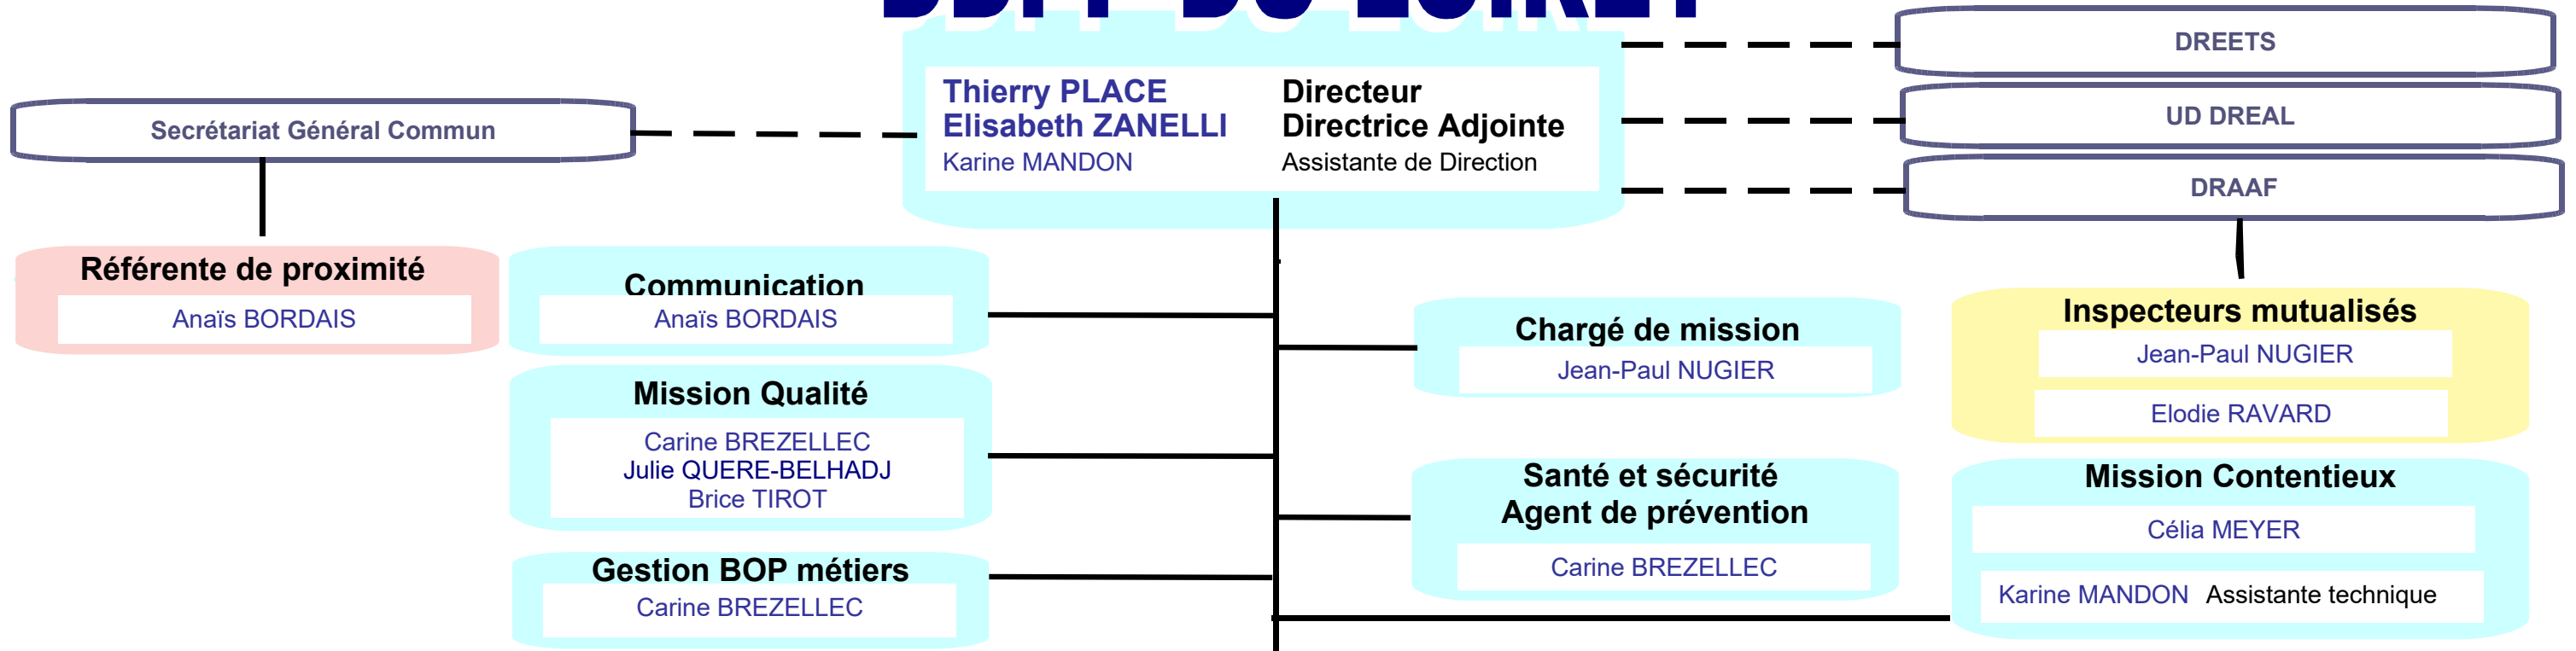 DU LOIRET
DREETS
Thierry PLACE Directeur
Elisabeth ZANELLI Directrice Adjointe
Karine MANDON Assistante de Direction
UD DREAL
Secrétariat Général Commun
DRAAF
Référente de proximité
Anaïs BORDAIS
Communication
Anaïs BORDAIS
Chargé de mission
Jean-Paul NUGIER
Inspecteurs mutualisés
Jean-Paul NUGIER
Elodie RAVARD
Mission Qualité
Carine BREZELLEC
Julie QUERE-BELHADJ
Brice TIROT
Santé et sécurité
Agent de prévention
Carine BREZELLEC
Mission Contentieux
Célia MEYER
Karine MANDON Assistante technique
Gestion BOP métiers
Carine BREZELLEC